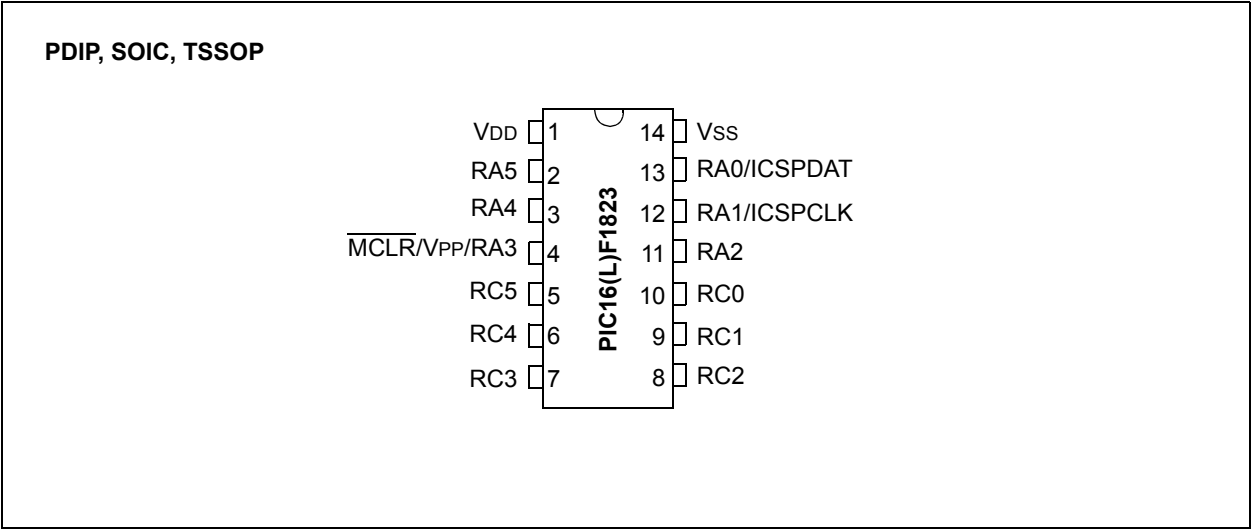 PDIP, SOIC, TSSOP
VDD 1 14 VSS
RA5 2 13 RA0/ICSPDAT
RA4 3 12 RA1/ICSPCLK
MCLR/VPP/RA3 4 11 RA2
RC5 5 10 RC0
RC4 6 9 RC1
RC3 7 8 RC2
PIC16(L)F1823